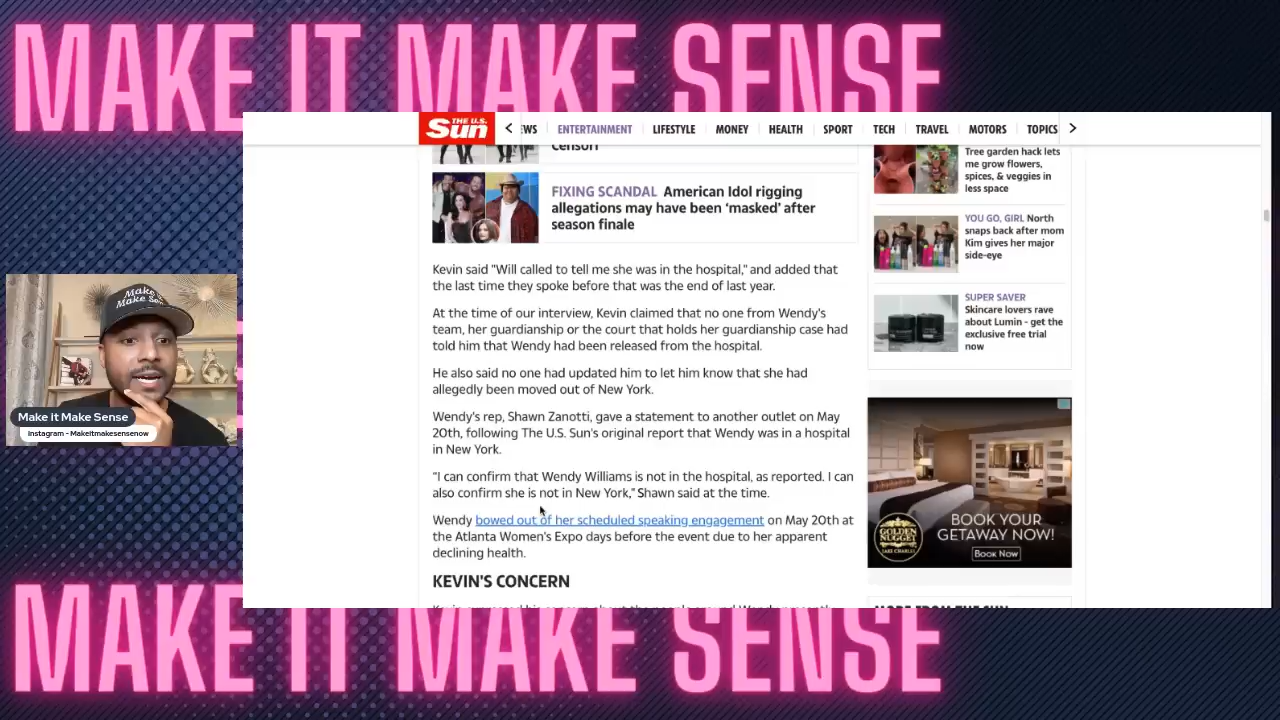 MAKE IT MAKE SENSE
THE U.S.
Sun
EWS
ENTERTAINMENT
LIFESTYLE
MONEY
HEALTH
SPORT
TECH
TRAVEL
MOTORS
TOPICS
FIXING SCANDAL American Idol rigging
allegations may have been ‘masked’ after
season finale
Kevin said "Will called to tell me she was in the hospital," and added that
the last time they spoke before that was the end of last year.
At the time of our interview, Kevin claimed that no one from Wendy's
team, her guardianship or the court that holds her guardianship case had
told him that Wendy had been released from the hospital.
He also said no one had updated him to let him know that she had
allegedly been moved out of New York.
Wendy's rep, Shawn Zanotti, gave a statement to another outlet on May
20th, following The U.S. Sun's original report that Wendy was in a hospital
in New York.
"I can confirm that Wendy Williams is not in the hospital, as reported. I can
also confirm she is not in New York," Shawn said at the time.
Wendy bowed out of her scheduled speaking engagement on May 20th at
the Atlanta Women's Expo days before the event due to her apparent
declining health.
KEVIN'S CONCERN
Tree garden hack lets
me grow flowers,
spices, & veggies in
less space
YOU GO, GIRL North
snaps back after mom
Kim gives her major
side-eye
SUPER SAVER
Skincare lovers rave
about Lumin - get the
exclusive free trial
now
GOLDEN
NUGGET
LAKE CHARLES
BOOK YOUR
GETAWAY NOW!
Book Now
MORE FROM THE SUN
Make it
Make Sense
Make it Make Sense
Instagram - Makeitmakesensenow
MAKE IT MAKE SENSE